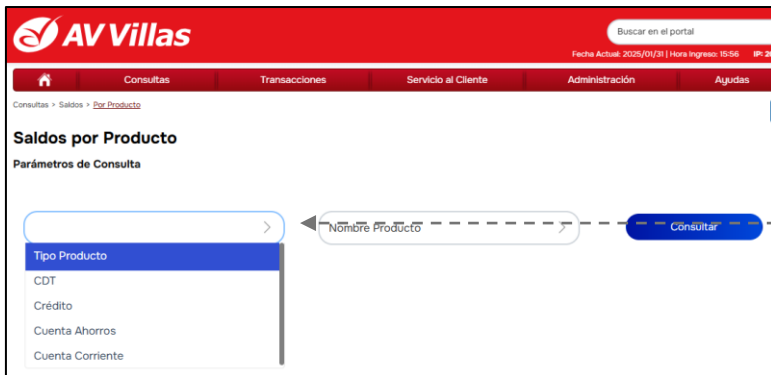 AV Villas
Buscar en el portal
Fecha Actual: 2025/01/31 | Hora Ingreso: 15:56 IP: 20
Consultas Transacciones Servicio al Cliente Administración Ayudas
Consultas > Saldos > Por Producto
Saldos por Producto
Parámetros de Consulta
Nombre Producto Consultar
Tipo Producto
CDT
Crédito
Cuenta Ahorros
Cuenta Corriente